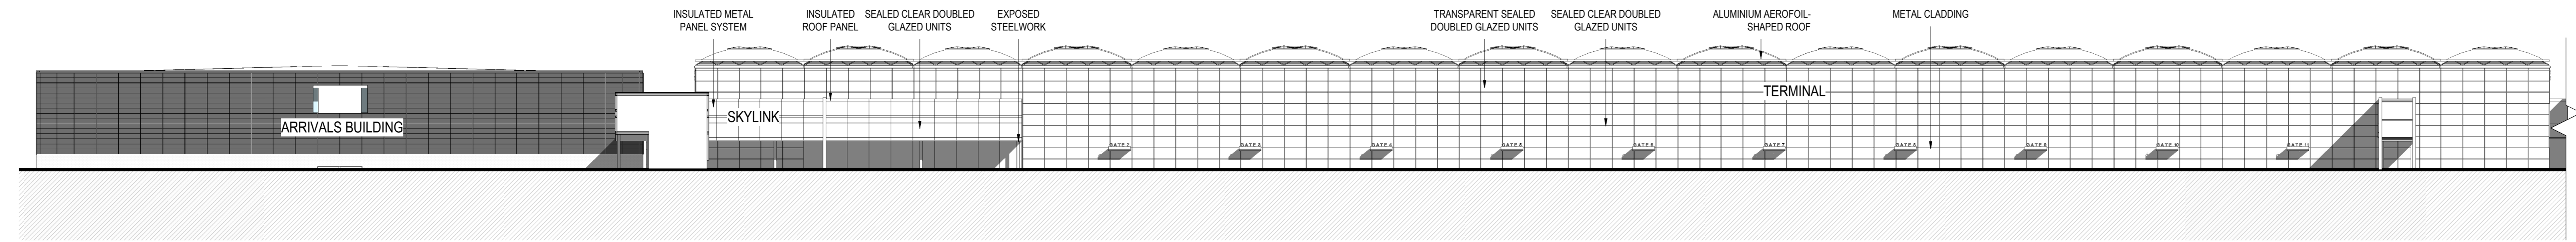 INSULATED METAL
PANEL SYSTEM
INSULATED
ROOF PANEL
SEALED CLEAR DOUBLED
GLAZED UNITS
EXPOSED
STEELWORK
TRANSPARENT SEALED
DOUBLED GLAZED UNITS
SEALED CLEAR DOUBLED
GLAZED UNITS
ALUMINIUM AEROFOIL-
SHAPED ROOF
METAL CLADDING
TERMINAL
SKYLINK
ARRIVALS BUILDING
GATE 2
GATE 3
GATE 4
GATE 5
GATE 6
GATE 7
GATE 8
GATE 9
GATE 10
GATE 11